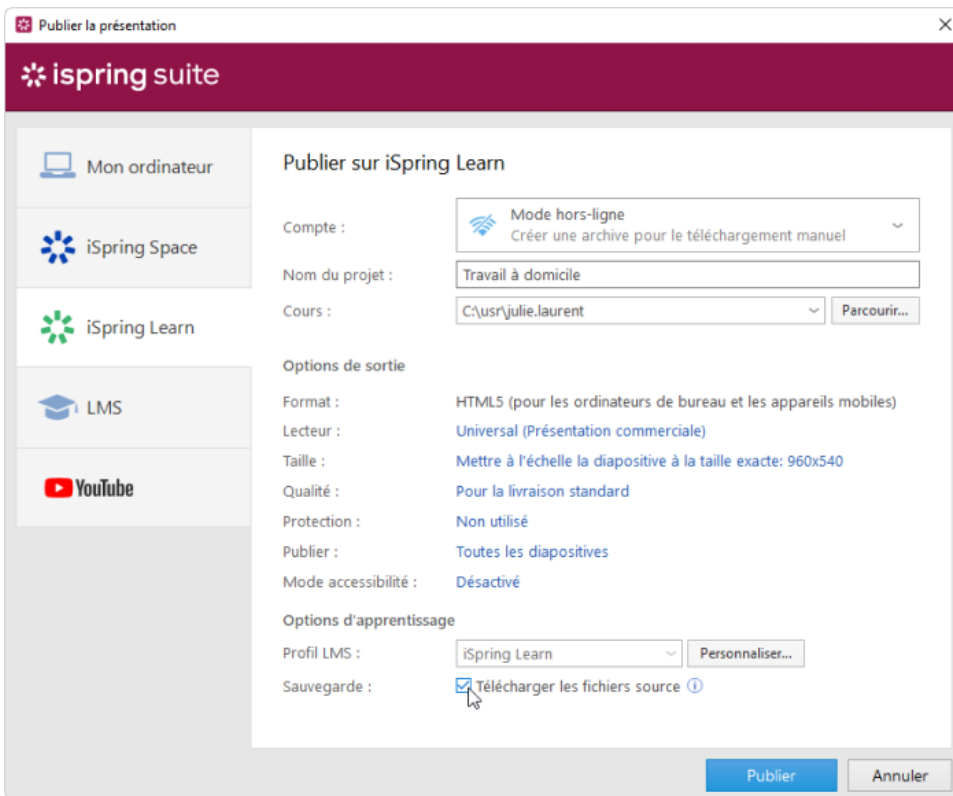 Publier la présentation
ispring suite
Mon ordinateur
iSpring Space
iSpring Learn
LMS
YouTube
Publier sur iSpring Learn
Compte :
Mode hors-ligne
Créer une archive pour le téléchargement manuel
Nom du projet : Travail à domicile
Cours : C:\usr\julie.laurent Parcourir...
Options de sortie
Format : HTML5 (pour les ordinateurs de bureau et les appareils mobiles)
Lecteur : Universal (Présentation commerciale)
Taille : Mettre à l'échelle la diapositive à la taille exacte: 960x540
Qualité : Pour la livraison standard
Protection : Non utilisé
Publier : Toutes les diapositives
Mode accessibilité : Désactivé
Options d'apprentissage
Profil LMS : iSpring Learn Personnaliser...
Sauvegarde : Télécharger les fichiers source
Publier Annuler